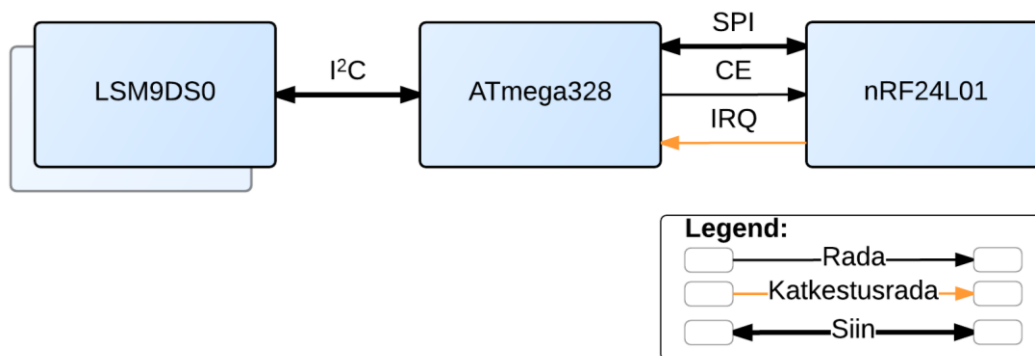 LSM9DS0
I²C
ATmega328
SPI
CE
IRQ
nRF24L01
Legend:
Rada
Katkestusrada
Siin